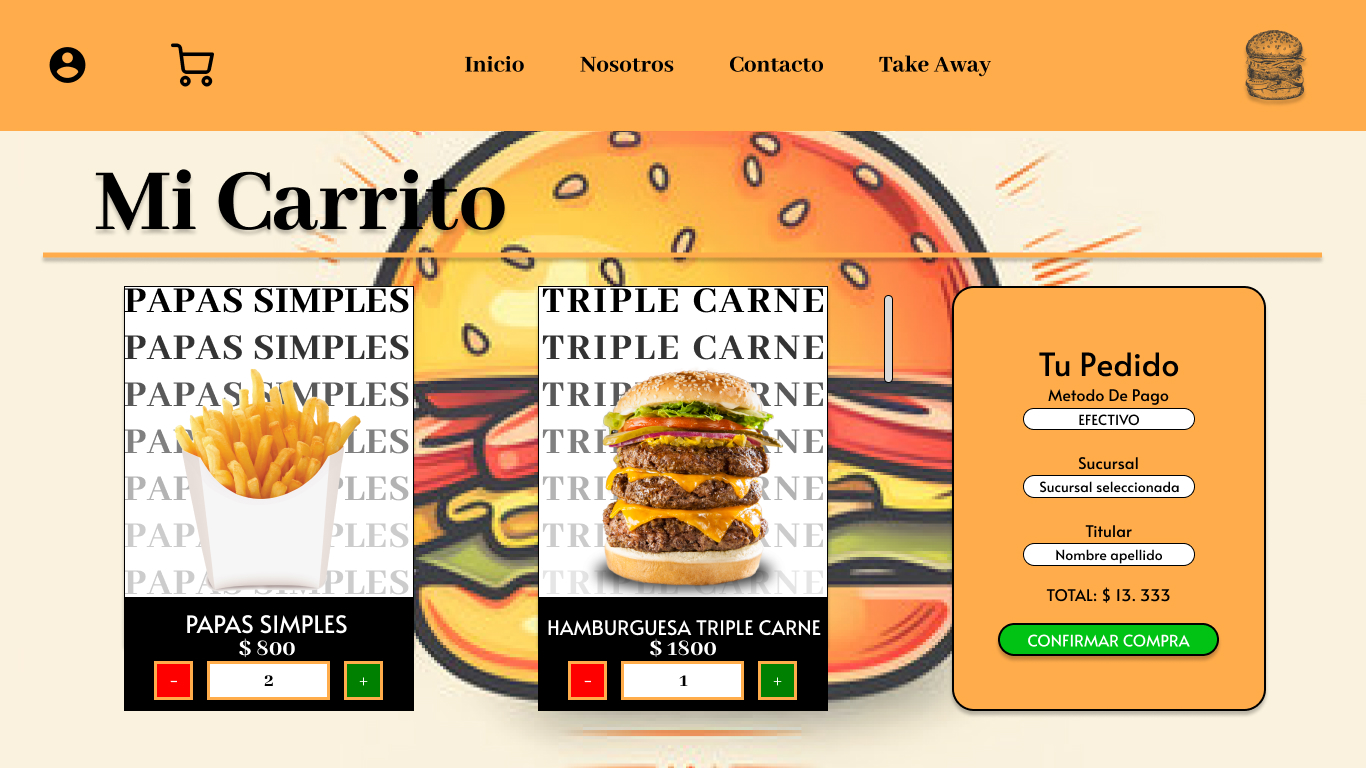 Inicio Nosotros Contacto Take Away
Mi Carrito
PAPAS SIMPLES
PAPAS SIMPLES
PAPAS SIMPLES
PAPAS SIMPLES
PAPAS SIMPLES
PAPAS SIMPLES
PAPAS SIMPLES
PAPAS SIMPLES
$ 800
- 2 +
TRIPLE CARNE
TRIPLE CARNE
TRIPLE CARNE
TRIPLE CARNE
TRIPLE CARNE
TRIPLE CARNE
TRIPLE CARNE
HAMBURGUESA TRIPLE CARNE
$ 1800
- 1 +
Tu Pedido
Metodo De Pago
EFECTIVO
Sucursal
Sucursal seleccionada
Titular
Nombre apellido
TOTAL: $ 13. 333
CONFIRMAR COMPRA